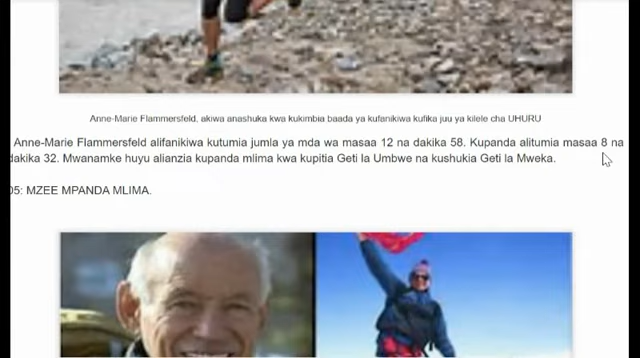 Anne-Marie Flammersfeld, akiwa anashuka kwa kukimbia baada ya kufanikiwa kufika juu ya kilele cha UHURU
Anne-Marie Flammersfeld alifanikiwa kutumia jumla ya mda wa masaa 12 na dakika 58. Kupanda alitumia masaa 8 na
dakika 32. Mwanamke huyu alianzia kupanda mlima kwa kupitia Geti la Umbwe na kushukia Geti la Mweka.
05: MZEE MPANDA MLIMA.